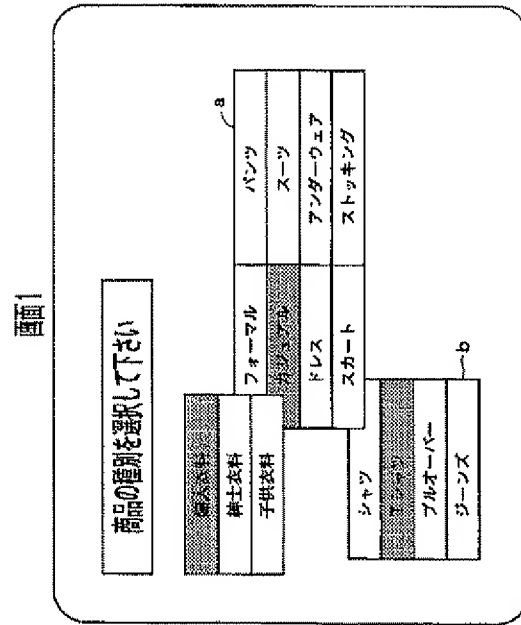 画面1
商品の種別を選択して下さい
婦人衣料
紳士衣料
子供衣料
フォーマル
カジュアル
ドレス
スカート
パンツ
スーツ
アンダーウェア
ストッキング
a
シャツ
Tシャツ
プルオーバー
ジーンズ
b